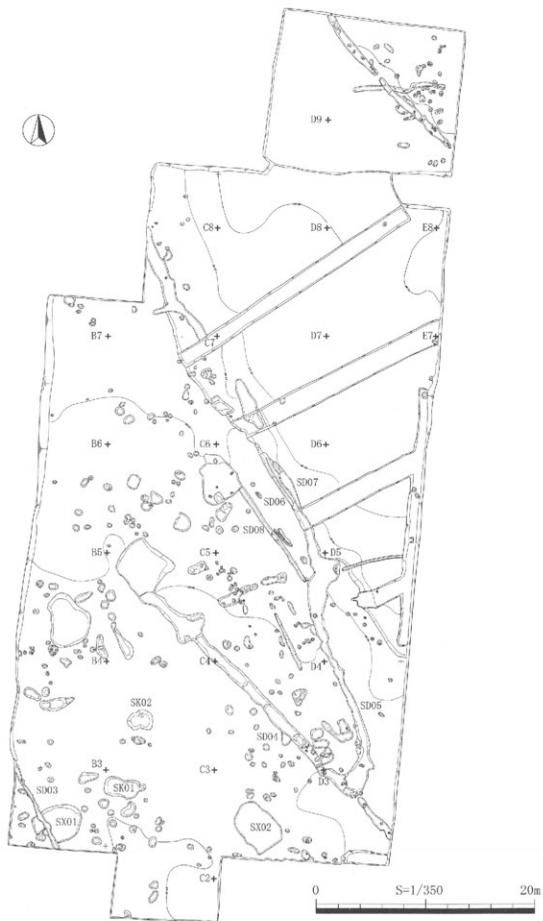 D9
C8
D8
E8
B7
C7
D7
E7
B6
C6
D6
SD07
SD06
SD08
B5
C5
D5
B4
C4
D4
SK02
SD05
SD04
B3
C3
D3
SD03
SK01
SX01
SX02
C2
0 S=1/350 20m